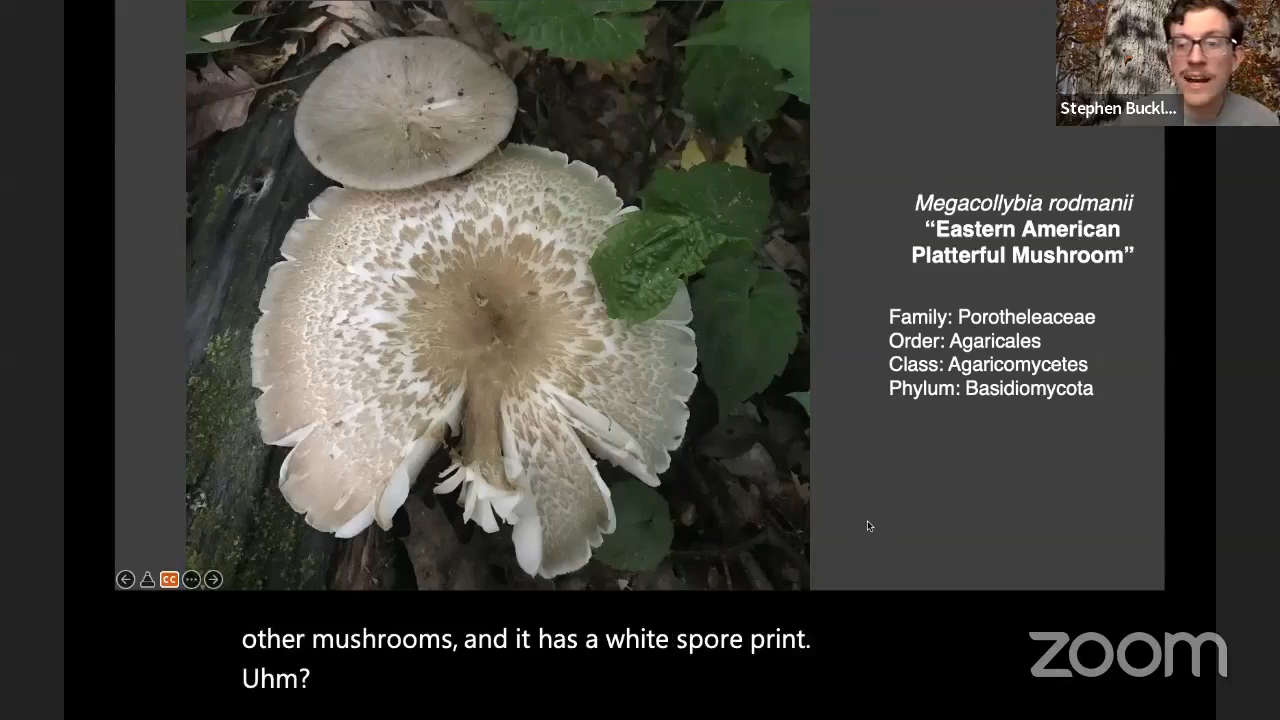 Stephen Buckl...
Megacollybia rodmanii
“Eastern American
Platterful Mushroom”
Family: Porotheleaceae
Order: Agaricales
Class: Agaricomycetes
Phylum: Basidiomycota
CC
other mushrooms, and it has a white spore print.
Uhm?
zoom